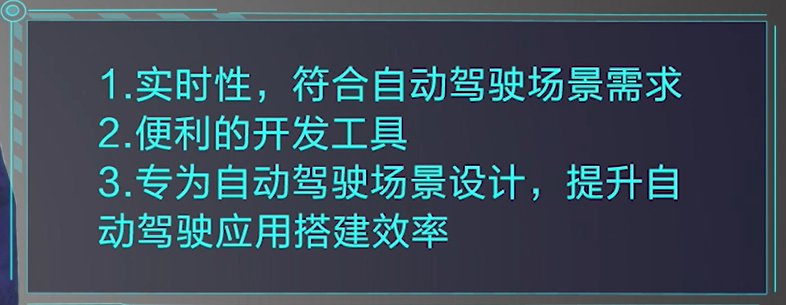 1.实时性，符合自动驾驶场景需求
2.便利的开发工具
3.专为自动驾驶场景设计，提升自
动驾驶应用搭建效率